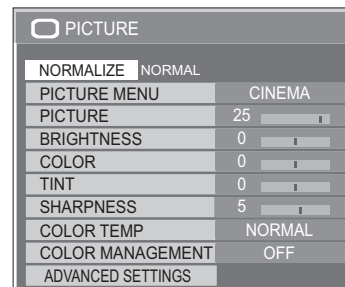 PICTURE
NORMALIZE NORMAL
PICTURE MENU CINEMA
PICTURE 25
BRIGHTNESS 0
COLOR 0
TINT 0
SHARPNESS 5
COLOR TEMP NORMAL
COLOR MANAGEMENT OFF
ADVANCED SETTINGS